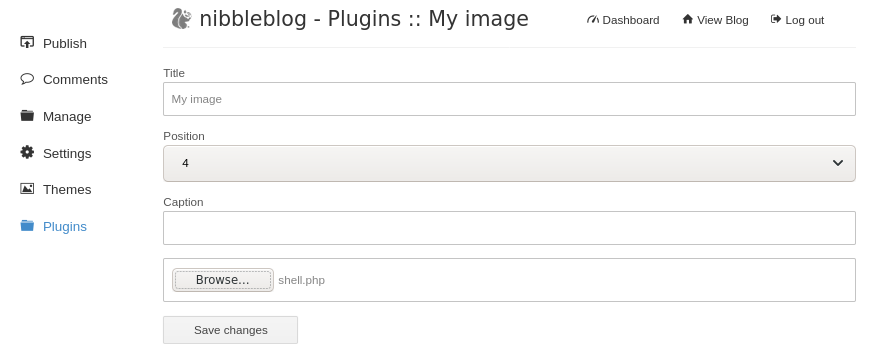 nibbleblog - Plugins :: My image
Dashboard
View Blog
Log out
Publish
Comments
Manage
Settings
Themes
Plugins
Title
My image
Position
4
Caption
Browse...
shell.php
Save changes